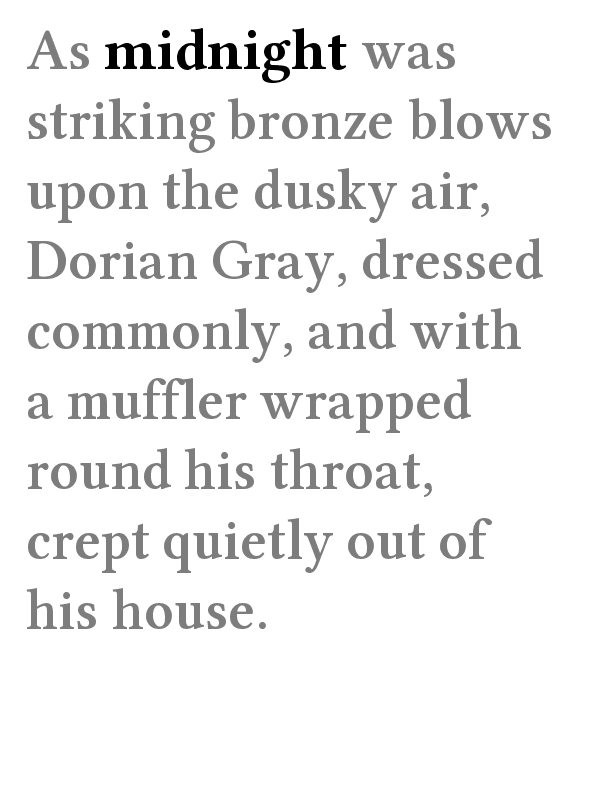 As midnight was
striking bronze blows
upon the dusky air,
Dorian Gray, dressed
commonly, and with
a muffler wrapped
round his throat,
crept quietly out of
his house.